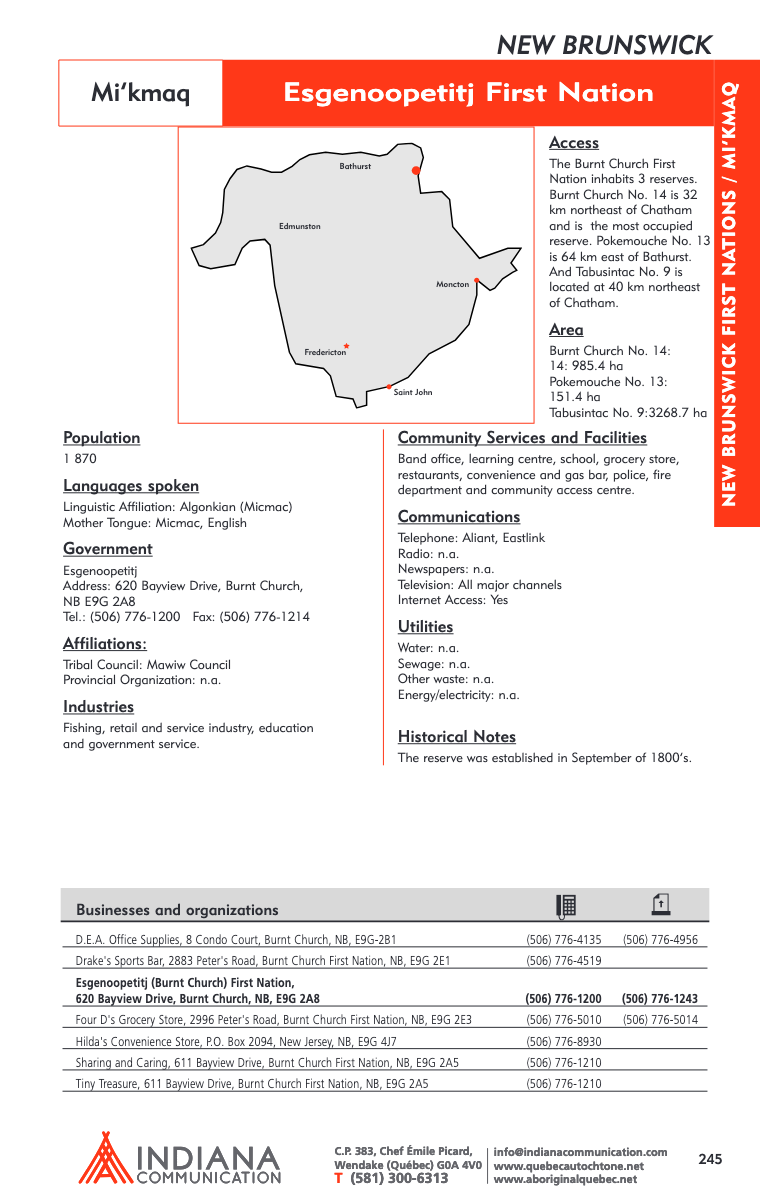 NEW BRUNSWICK
Mi’kmaq
Esgenoopetitj First Nation
NEW BRUNSWICK FIRST NATIONS / MI’KMAQ
Bathurst
Edmunston
Moncton
Fredericton
Saint John
Access
The Burnt Church First
Nation inhabits 3 reserves.
Burnt Church No. 14 is 32
km northeast of Chatham
and is the most occupied
reserve. Pokemouche No. 13
is 64 km east of Bathurst.
And Tabusintac No. 9 is
located at 40 km northeast
of Chatham.
Area
Burnt Church No. 14:
14: 985.4 ha
Pokemouche No. 13:
151.4 ha
Tabusintac No. 9:3268.7 ha
Population
1 870
Languages spoken
Linguistic Affiliation: Algonkian (Micmac)
Mother Tongue: Micmac, English
Government
Esgenoopetitj
Address: 620 Bayview Drive, Burnt Church,
NB E9G 2A8
Tel.: (506) 776-1200 Fax: (506) 776-1214
Affiliations:
Tribal Council: Mawiw Council
Provincial Organization: n.a.
Industries
Fishing, retail and service industry, education
and government service.
Community Services and Facilities
Band office, learning centre, school, grocery store,
restaurants, convenience and gas bar, police, fire
department and community access centre.
Communications
Telephone: Aliant, Eastlink
Radio: n.a.
Newspapers: n.a.
Television: All major channels
Internet Access: Yes
Utilities
Water: n.a.
Sewage: n.a.
Other waste: n.a.
Energy/electricity: n.a.
Historical Notes
The reserve was established in September of 1800’s.
Businesses and organizations
D.E.A. Office Supplies, 8 Condo Court, Burnt Church, NB, E9G-2B1 (506) 776-4135 (506) 776-4956
Drake's Sports Bar, 2883 Peter's Road, Burnt Church First Nation, NB, E9G 2E1 (506) 776-4519
Esgenoopetitj (Burnt Church) First Nation,
620 Bayview Drive, Burnt Church, NB, E9G 2A8 (506) 776-1200 (506) 776-1243
Four D's Grocery Store, 2996 Peter's Road, Burnt Church First Nation, NB, E9G 2E3 (506) 776-5010 (506) 776-5014
Hilda's Convenience Store, P.O. Box 2094, New Jersey, NB, E9G 4J7 (506) 776-8930
Sharing and Caring, 611 Bayview Drive, Burnt Church First Nation, NB, E9G 2A5 (506) 776-1210
Tiny Treasure, 611 Bayview Drive, Burnt Church First Nation, NB, E9G 2A5 (506) 776-1210
INDIANA
COMMUNICATION
C.P. 383, Chef Émile Picard,
Wendake (Québec) G0A 4V0
T (581) 300-6313
info@indianacommunication.com
www.quebecautochtone.net
www.aboriginalquebec.net
245